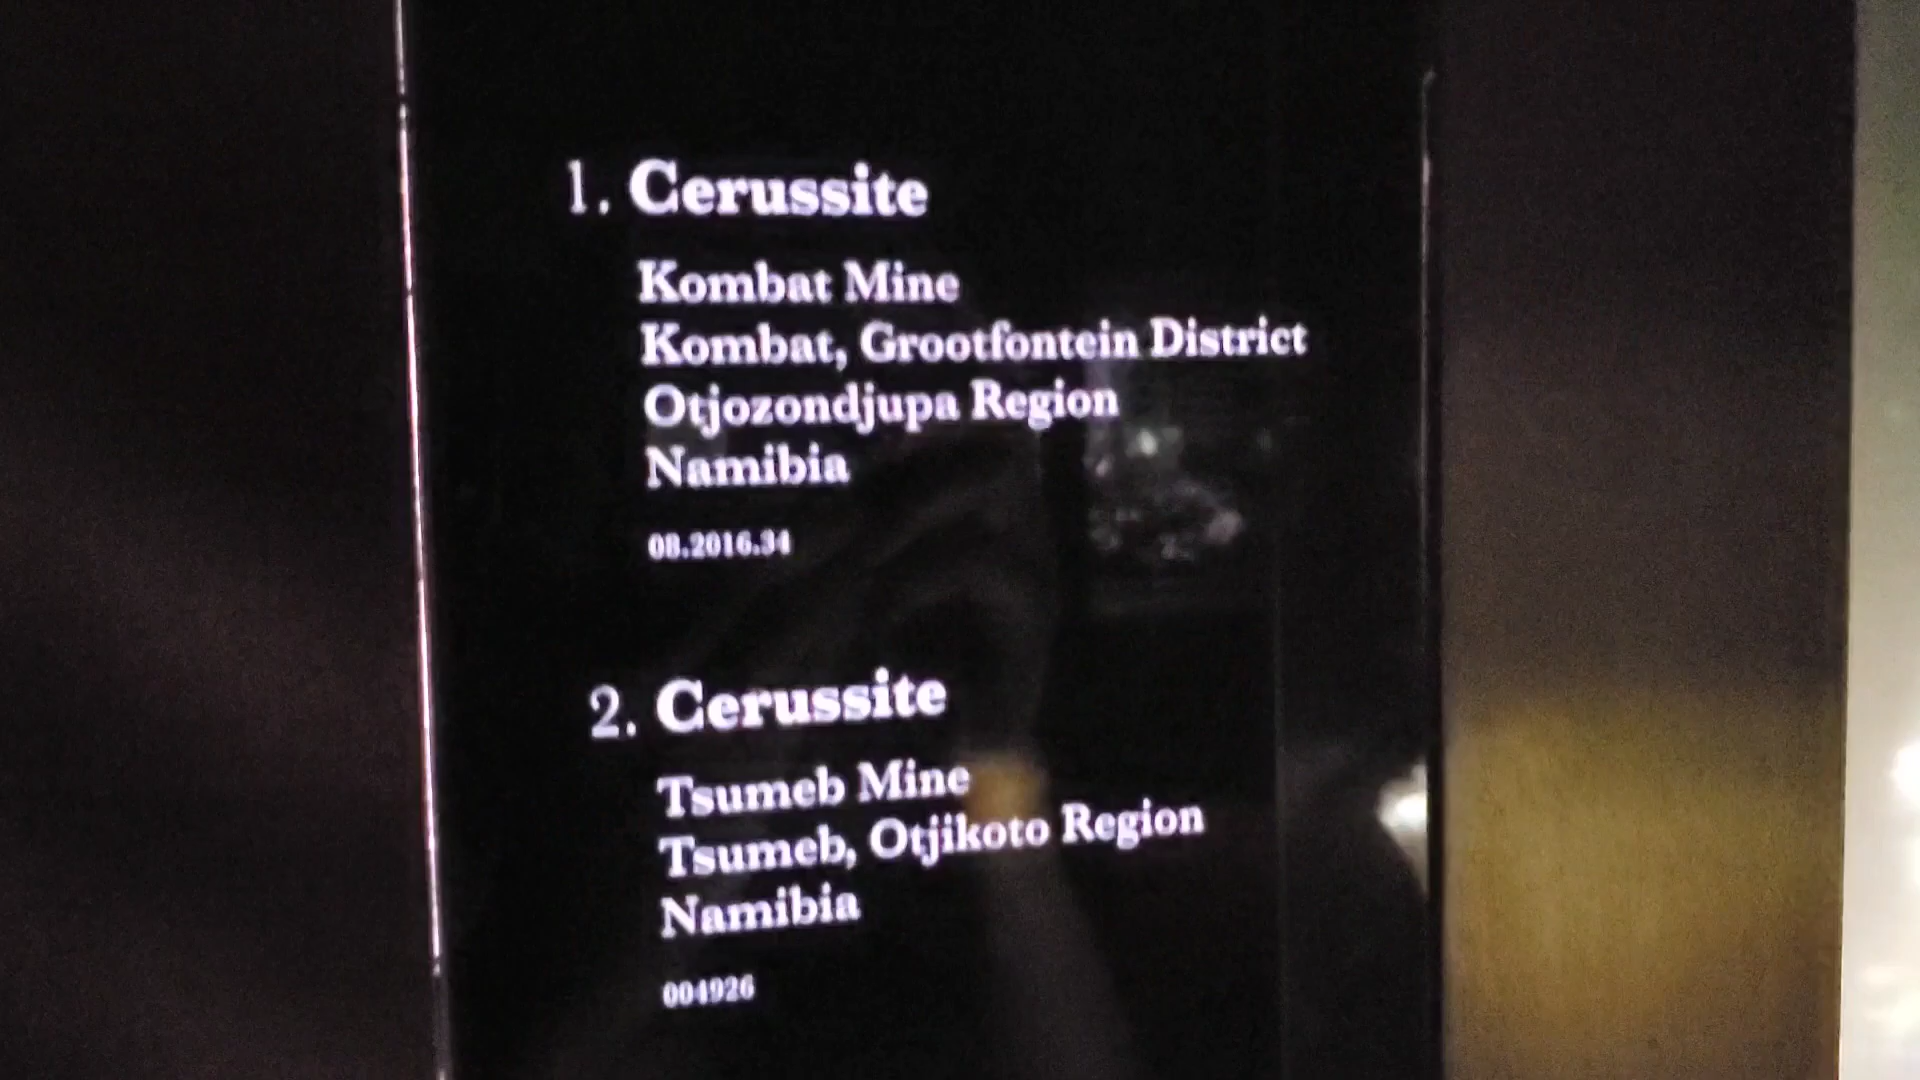 1. Cerussite
Kombat Mine
Kombat, Grootfontein District
Otjozondjupa Region
Namibia
08.2016.34
2. Cerussite
Tsumeb Mine
Tsumeb, Otjikoto Region
Namibia
004926